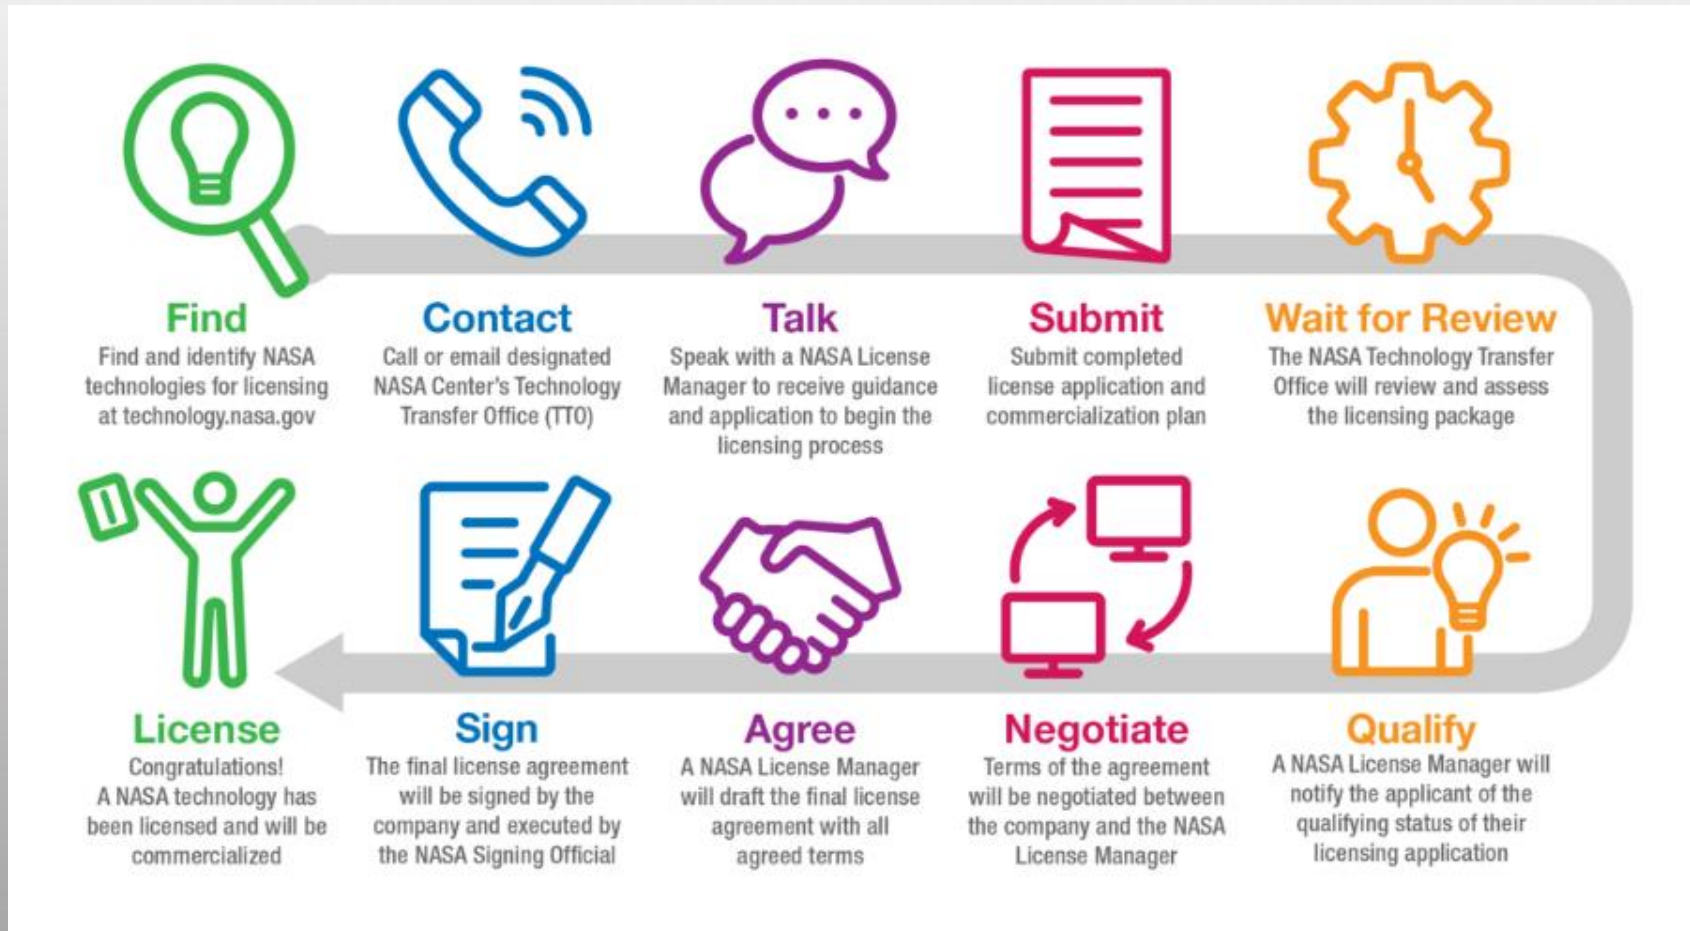 Find
Find and identify NASA
technologies for licensing
at technology.nasa.gov
Contact
Call or email designated
NASA Center's Technology
Transfer Office (TTO)
Talk
Speak with a NASA License
Manager to receive guidance
and application to begin the
licensing process
Submit
Submit completed
license application and
commercialization plan
Wait for Review
The NASA Technology Transfer
Office will review and assess
the licensing package
Qualify
A NASA License Manager will
notify the applicant of the
qualifying status of their
licensing application
Negotiate
Terms of the agreement
will be negotiated between
the company and the NASA
License Manager
Agree
A NASA License Manager
will draft the final license
agreement with all
agreed terms
Sign
The final license agreement
will be signed by the
company and executed by
the NASA Signing Official
License
Congratulations!
A NASA technology has
been licensed and will be
commercialized